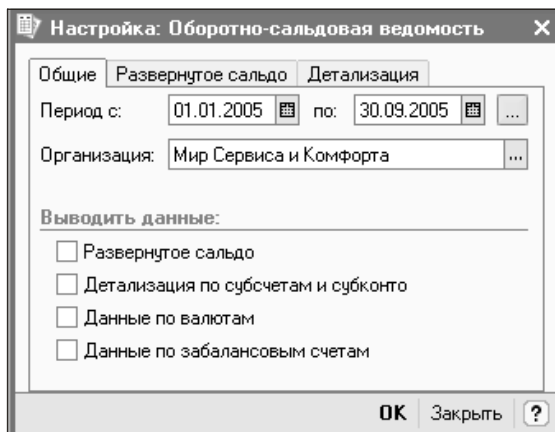 Настройка: Оборотно-сальдовая ведомость
Общие Развернутое сальдо Детализация
Период с: 01.01.2005 по: 30.09.2005 ...
Организация: Мир Сервиса и Комфорта ...
Выводить данные:
Развернутое сальдо
Детализация по субсчетам и субконто
Данные по валютам
Данные по забалансовым счетам
OK Закрыть ?